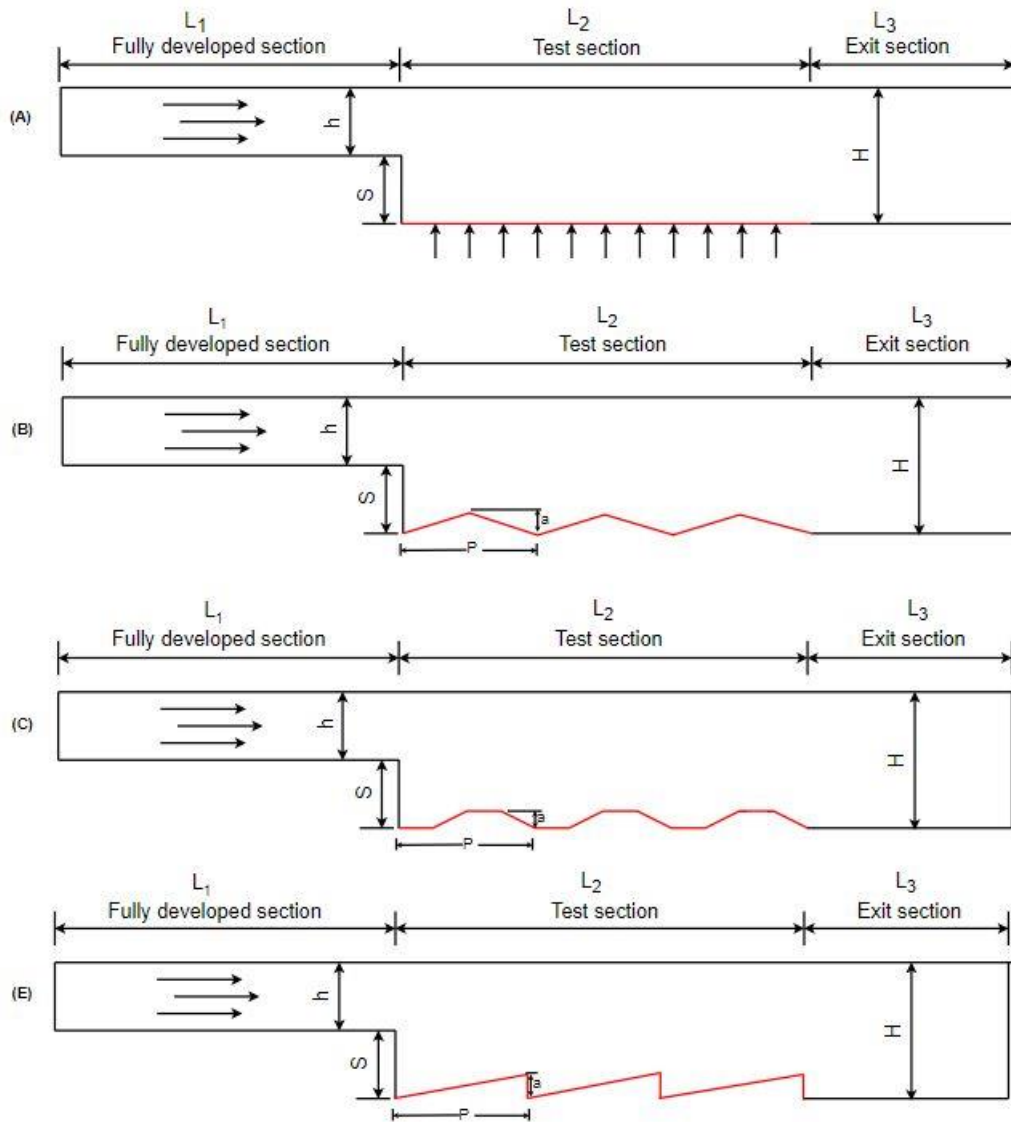 L1 L2 L3
Fully developed section Test section Exit section
(A) h H
S
L1 L2 L3
Fully developed section Test section Exit section
(B) h H
S a
P
L1 L2 L3
Fully developed section Test section Exit section
(C) h H
S a
P
L1 L2 L3
Fully developed section Test section Exit section
(E) h H
S a
P